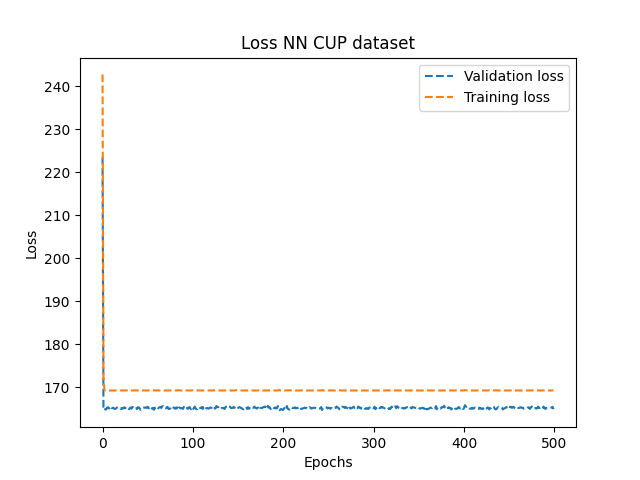 Loss NN CUP dataset
Validation loss
Training loss
240
230
220
210
200
190
180
170
Loss
0 100 200 300 400 500
Epochs